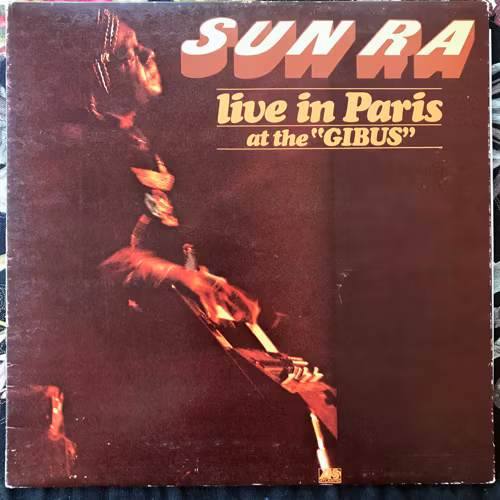 SUN RA
live in Paris
at the "GIBUS"